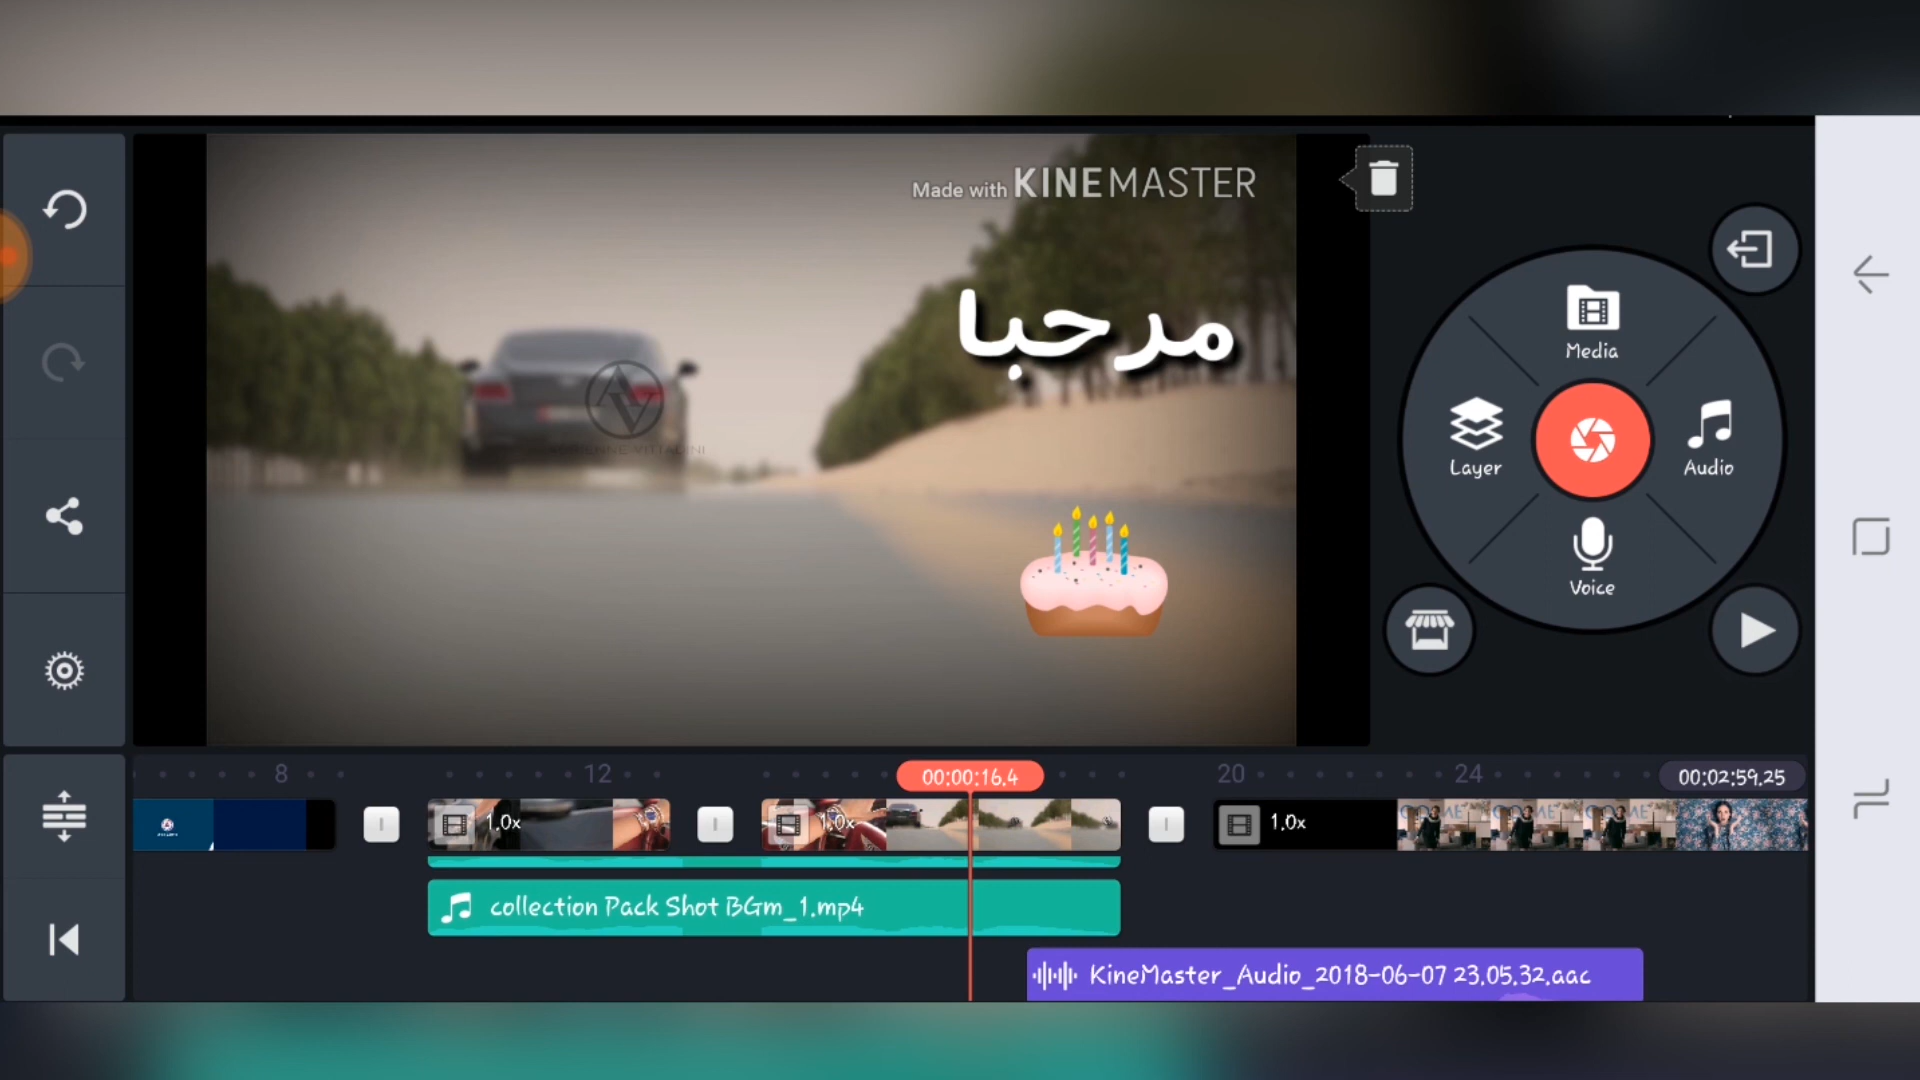 Made with KINEMASTER
مرحبا
ADRIENNE VITTADINI
Media
Layer
Audio
Voice
8
12
00:00:16.4
20
24
00:02:59.25
1.0x
1.0x
1.0x
collection Pack Shot BGm_1.mp4
KineMaster_Audio_2018-06-07 23.05.32.aac